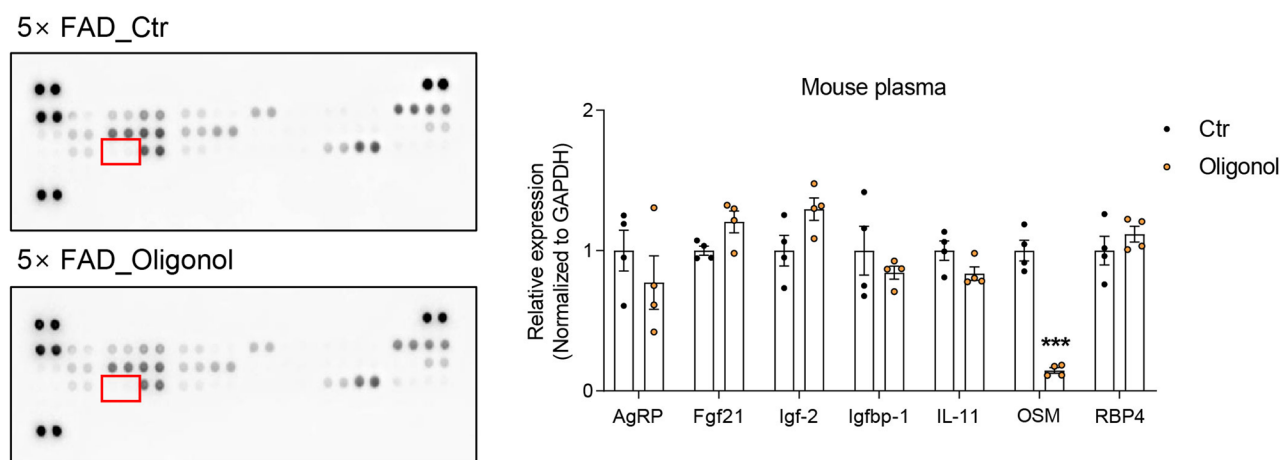 5× FAD_Ctr
5× FAD_Oligonol
Mouse plasma
Relative expression
(Normalized to GAPDH)
2
1
0
AgRP Fgf21 Igf-2 Igfbp-1 IL-11 OSM RBP4
***
Ctr
Oligonol